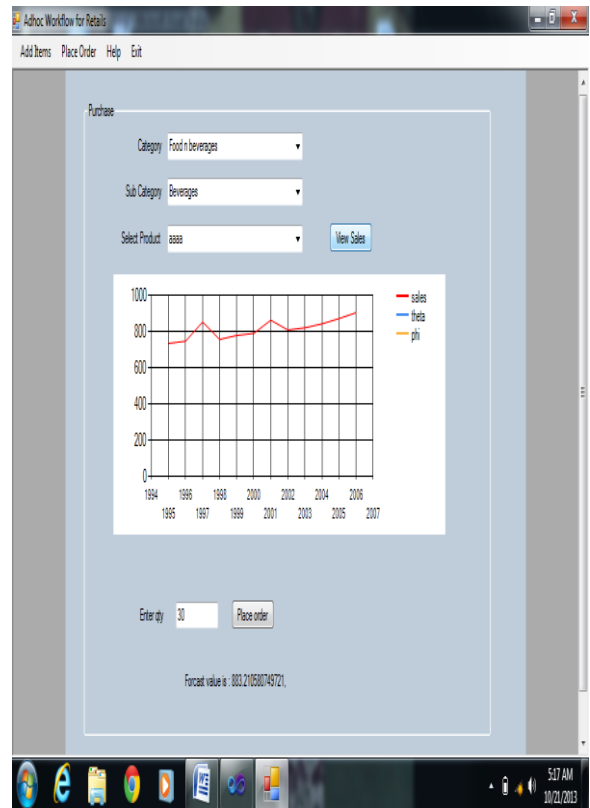 Adhoc Workflow for Retails
Add Items Place Order Help Exit
Purchase
Category Food n beverages
Sub Category Beverages
Select Product aaaa View Sales
1000
800
600
400
200
0
sales
theta
phi
1994 1996 1998 2000 2002 2004 2006
1995 1997 1999 2001 2003 2005 2007
Enter qty 30 Place order
Forcast value is : 883.210580749721,
5:17 AM
10/21/2013